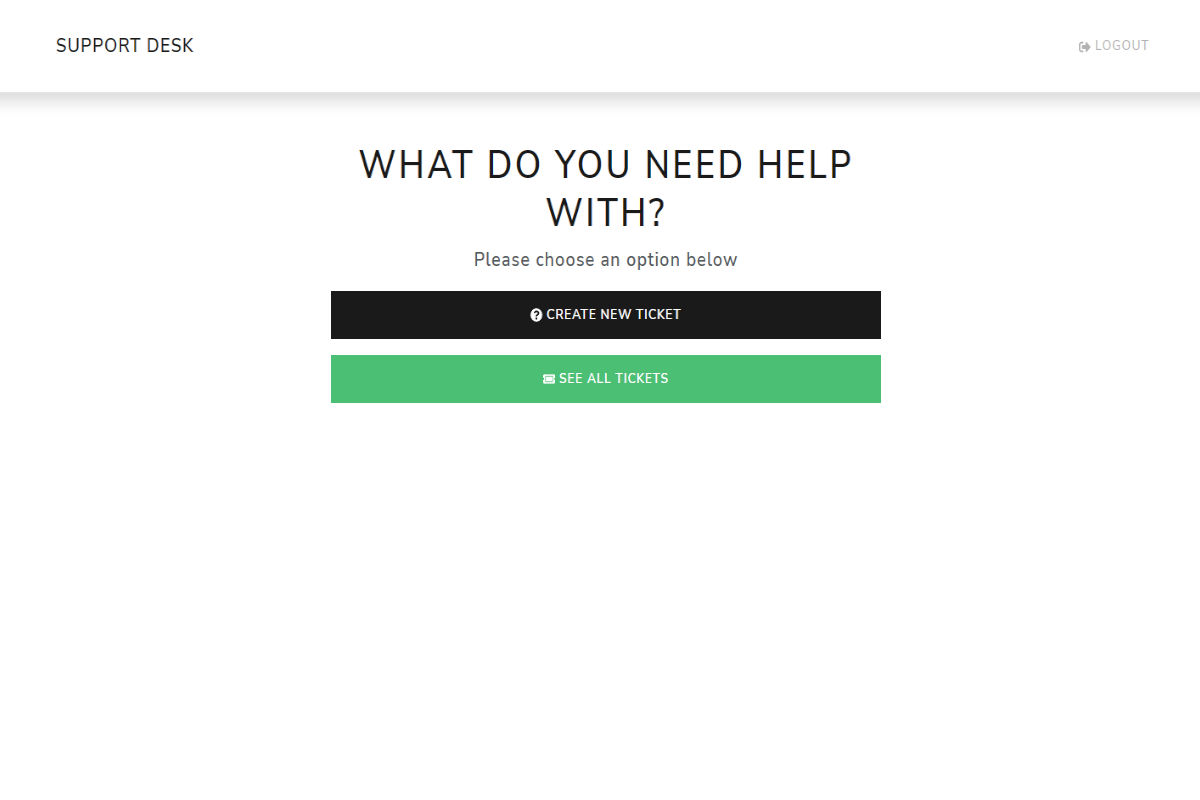 SUPPORT DESK
LOGOUT
WHAT DO YOU NEED HELP
WITH?
Please choose an option below
CREATE NEW TICKET
SEE ALL TICKETS